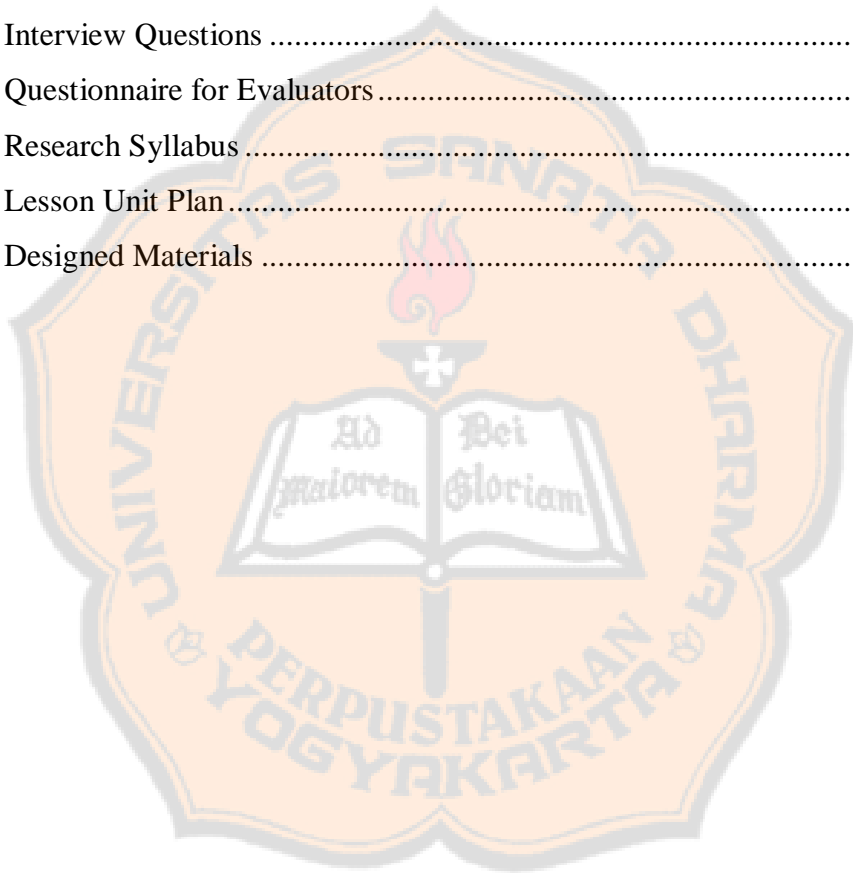 Interview Questions ......................................................................
Questionnaire for Evaluators .........................................................
Research Syllabus .........................................................................
Lesson Unit Plan ...........................................................................
Designed Materials .......................................................................
UNIVERSITAS SANATA DHARMA
Ad Maiorem
Dei Gloriam
PERPUSTAKAAN
YOGYAKARTA